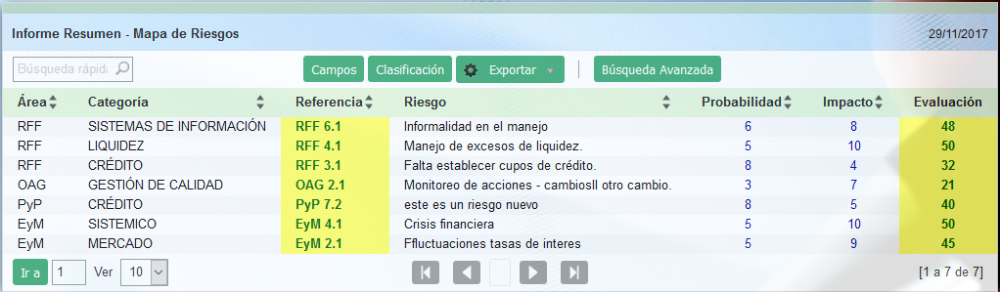 Informe Resumen - Mapa de Riesgos 29/11/2017
Búsqueda rápida Campos Clasificación Exportar Búsqueda Avanzada
Área Categoría Referencia Riesgo Probabilidad Impacto Evaluación
RFF SISTEMAS DE INFORMACIÓN RFF 6.1 Informalidad en el manejo 6 8 48
RFF LIQUIDEZ RFF 4.1 Manejo de excesos de liquidez. 5 10 50
RFF CRÉDITO RFF 3.1 Falta establecer cupos de crédito. 8 4 32
OAG GESTIÓN DE CALIDAD OAG 2.1 Monitoreo de acciones - cambiosll otro cambio. 3 7 21
PyP CRÉDITO PyP 7.2 este es un riesgo nuevo 8 5 40
EyM SISTEMICO EyM 4.1 Crisis financiera 5 10 50
EyM MERCADO EyM 2.1 Ffluctuaciones tasas de interes 5 9 45
Ir a 1 Ver 10 [1 a 7 de 7]